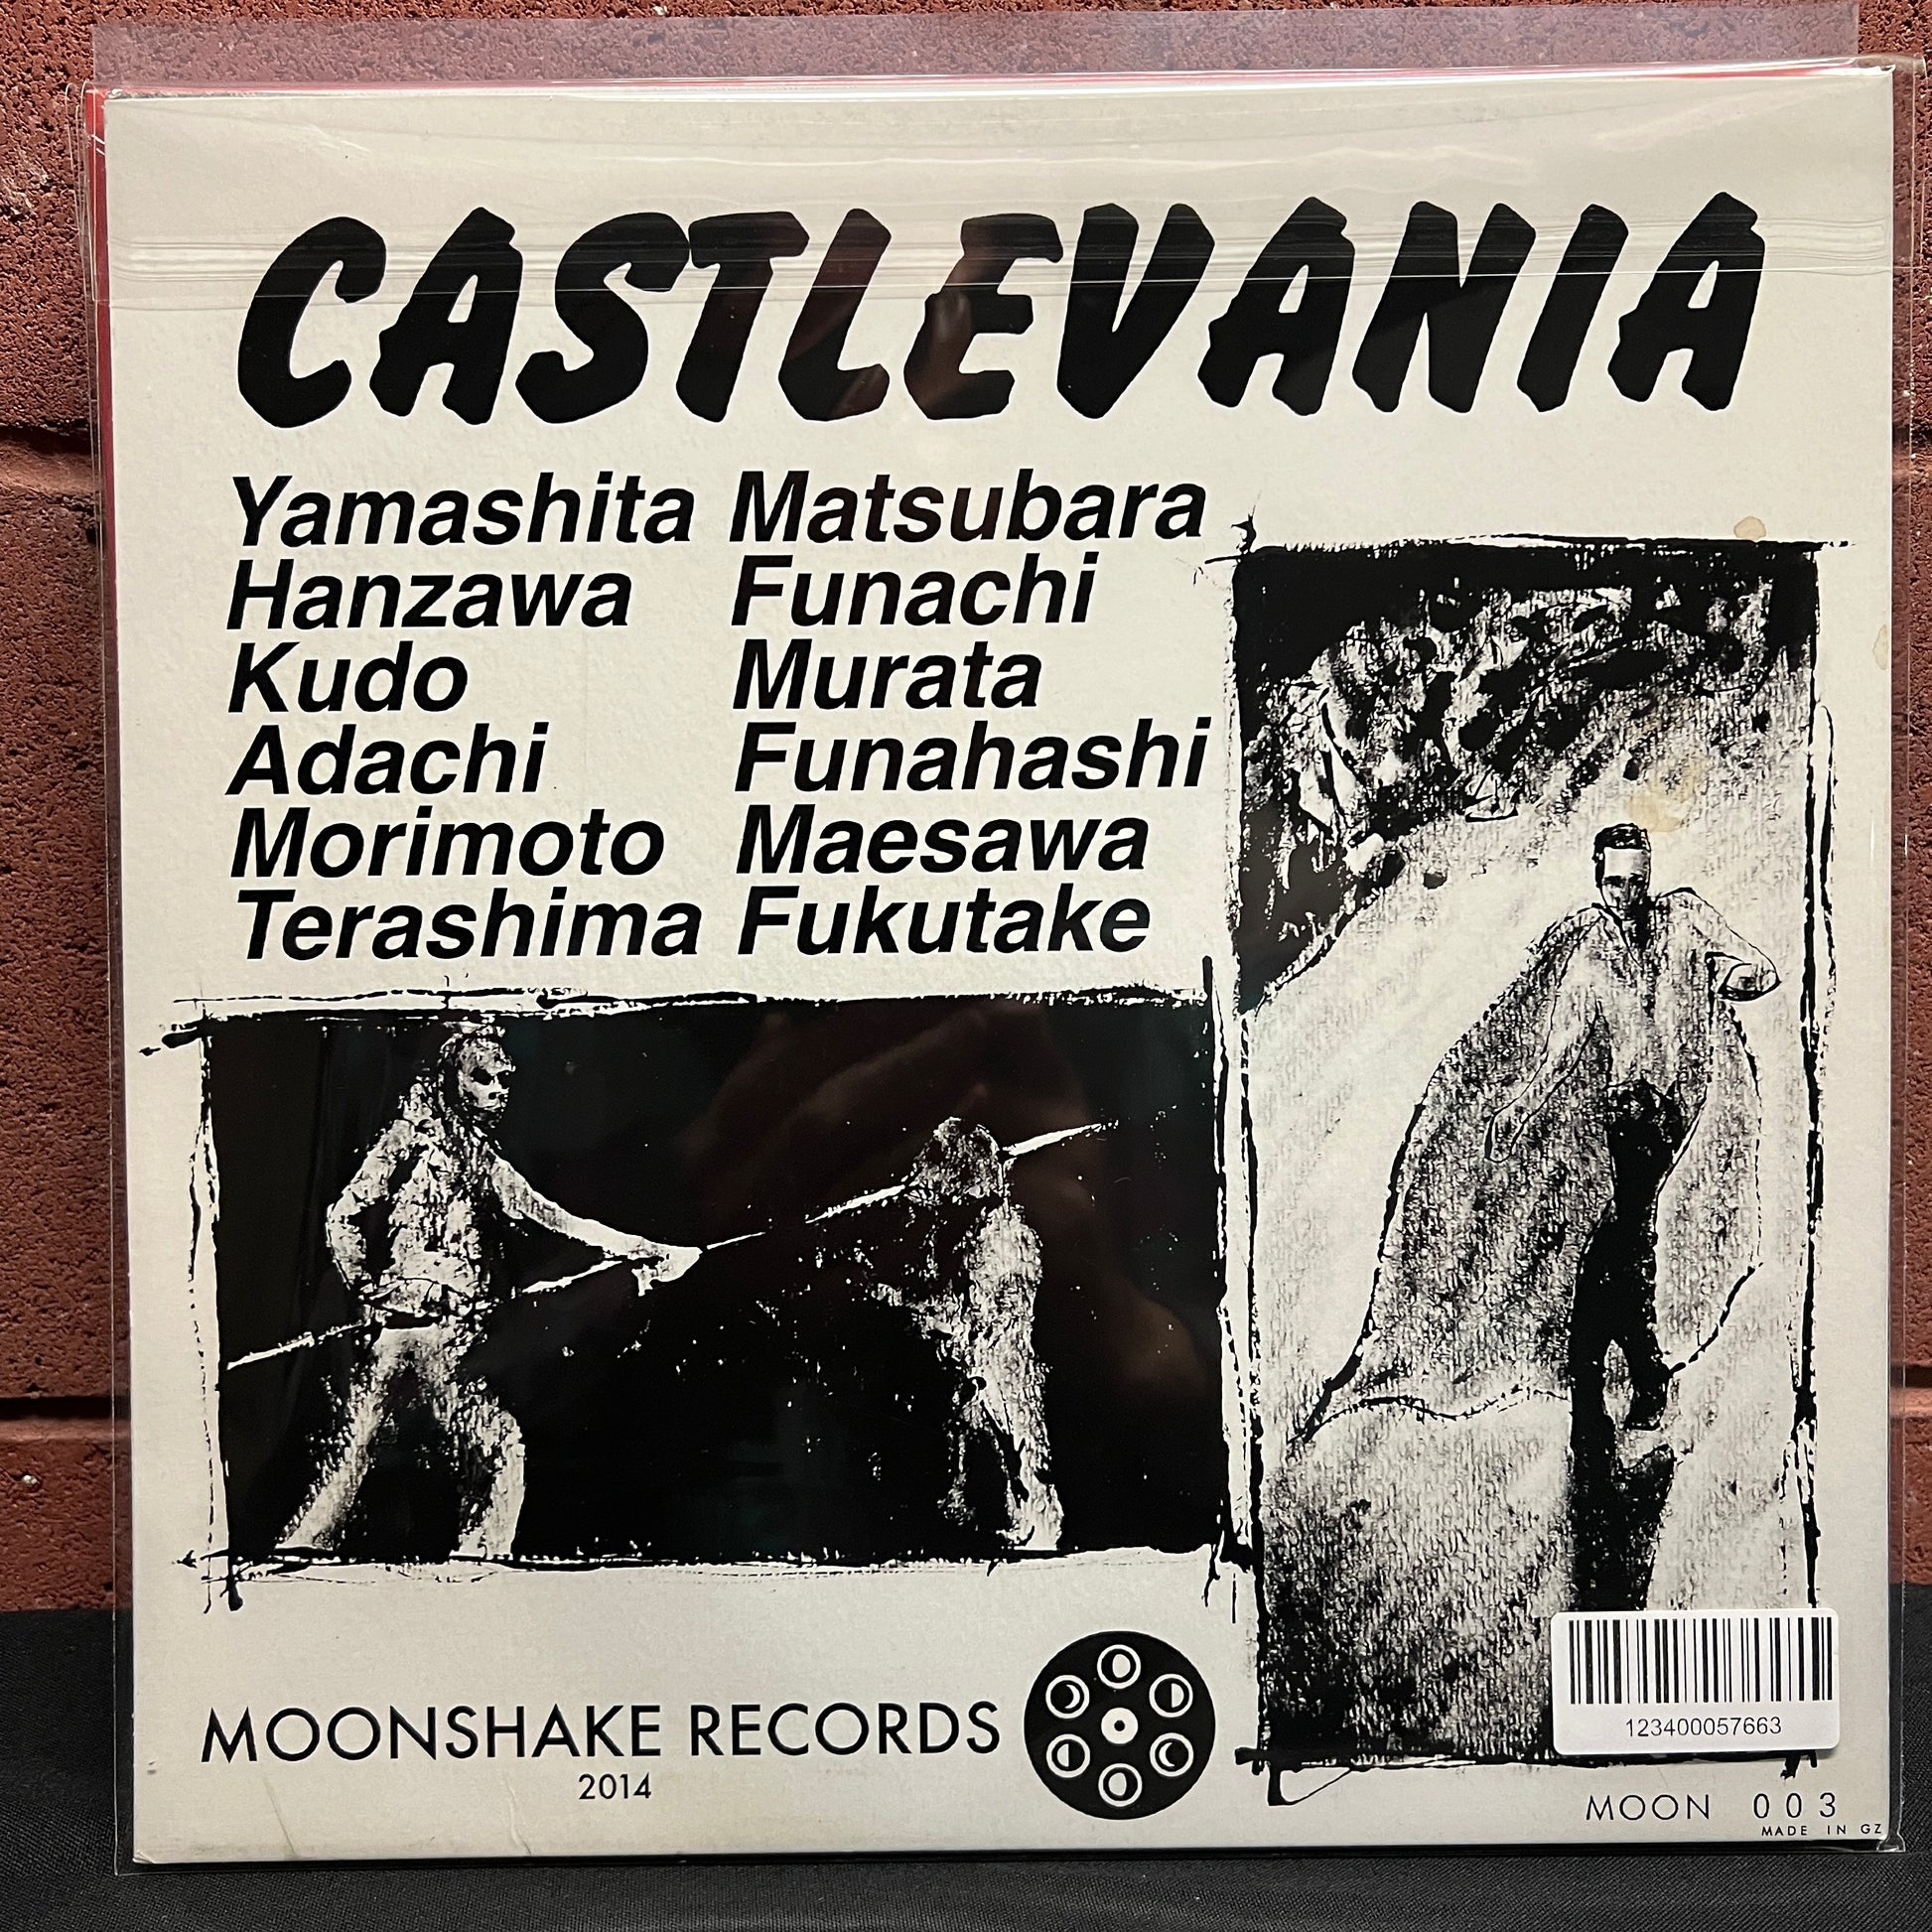 CASTLEVANIA
Yamashita Matsubara
Hanzawa Funachi
Kudo Murata
Adachi Funahashi
Morimoto Maesawa
Terashima Fukutake
MOONSHAKE RECORDS
2014
123400057663
MOON 003
MADE IN GZ